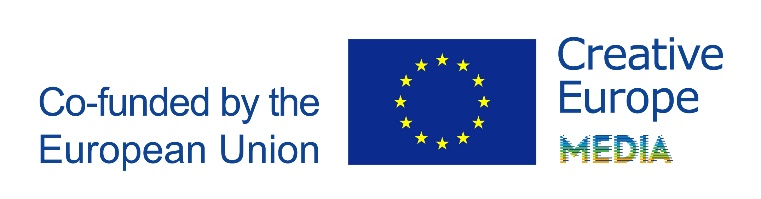 Co-funded by the
European Union
Creative
Europe
MEDIA